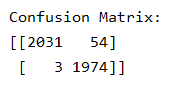 Confusion Matrix:
[[2031   54]
 [   3 1974]]